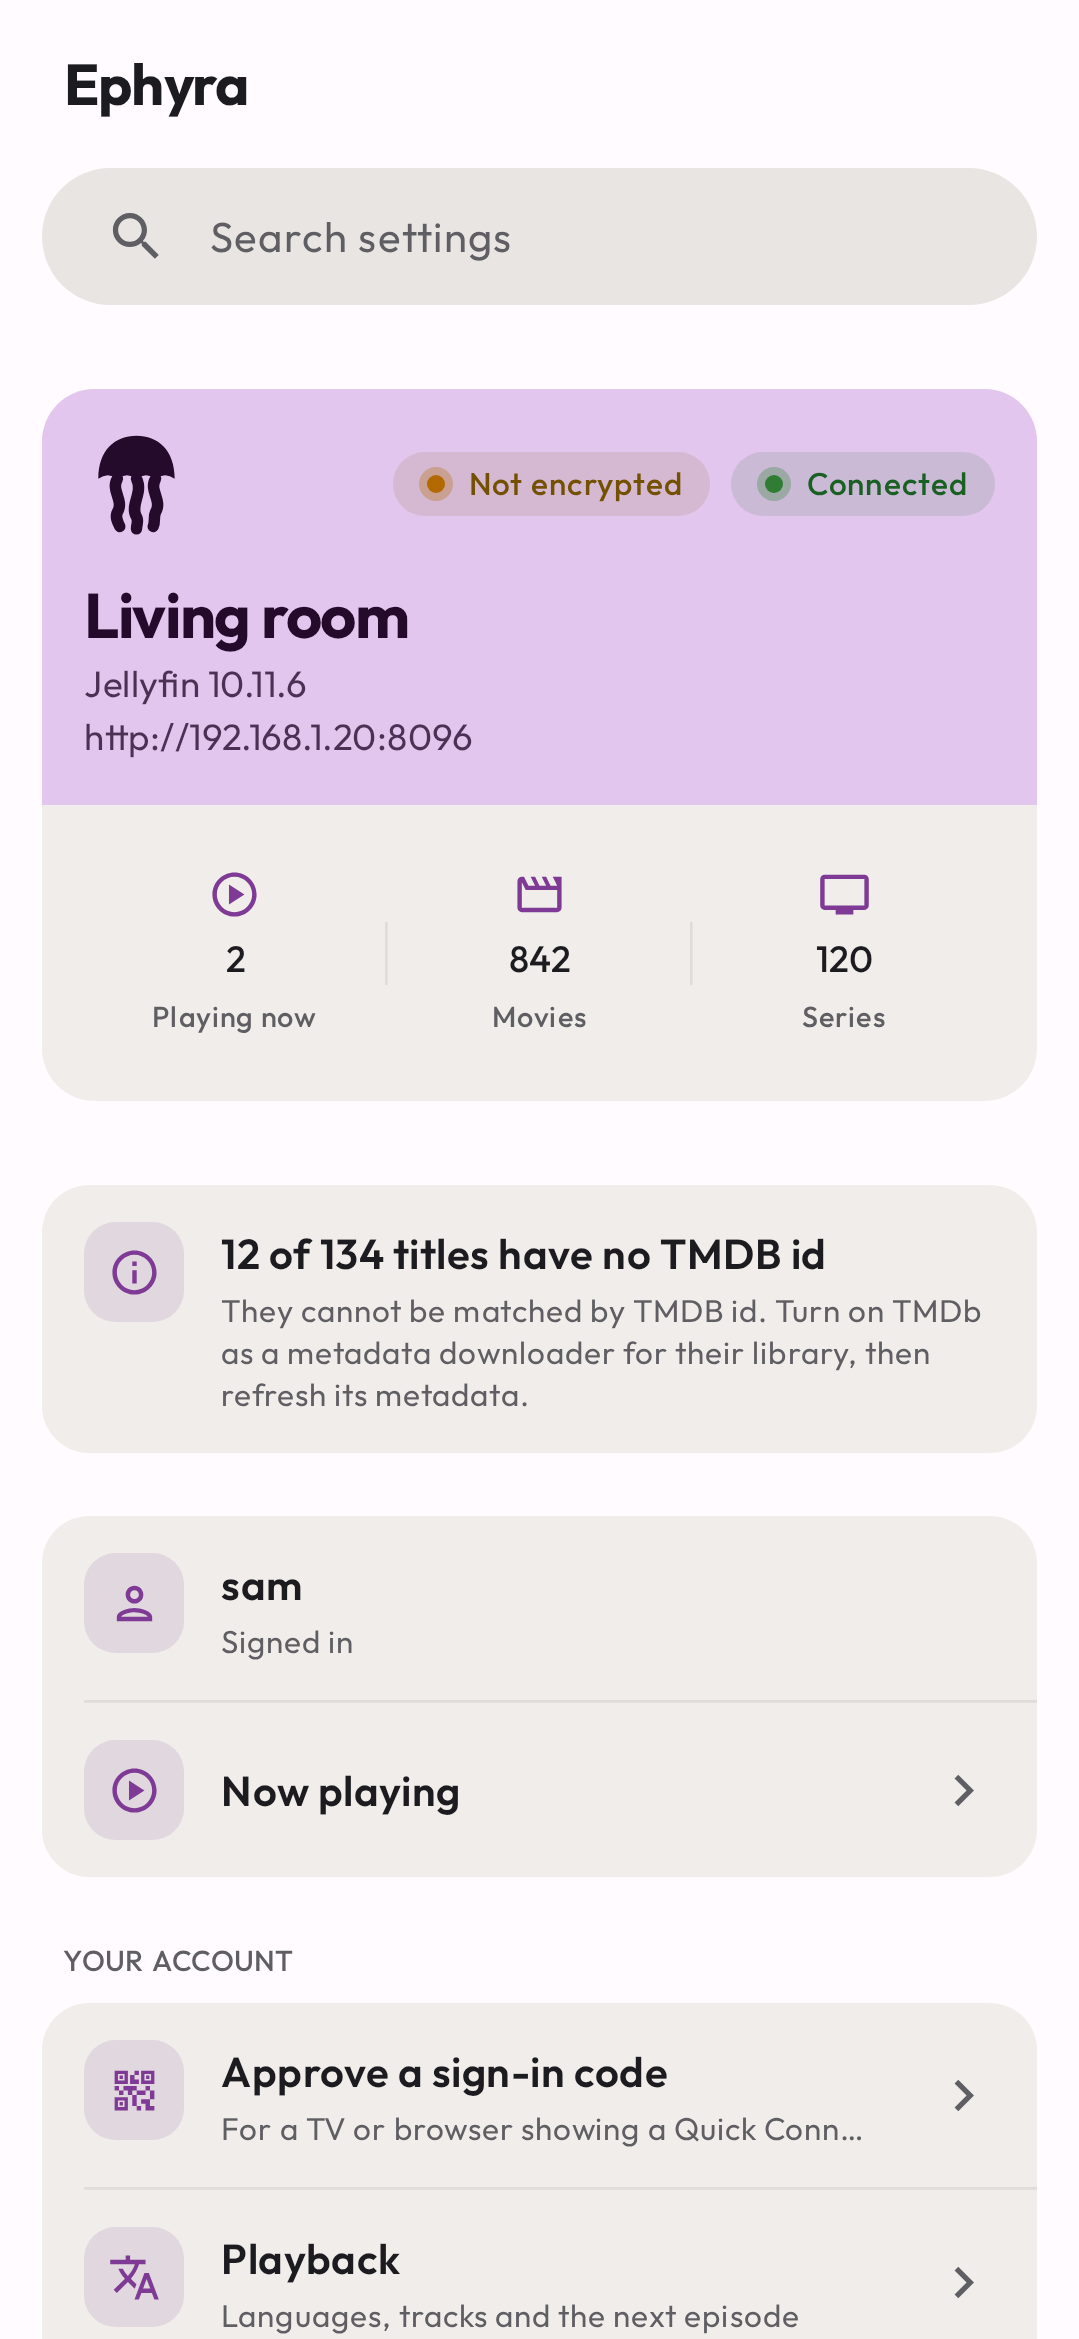 Ephyra
Search settings
Not encrypted
Connected
Living room
Jellyfin 10.11.6
http://192.168.1.20:8096
2
842
120
Playing now
Movies
Series
12 of 134 titles have no TMDB id
They cannot be matched by TMDB id. Turn on TMDb
as a metadata downloader for their library, then
refresh its metadata.
sam
Signed in
Now playing
YOUR ACCOUNT
Approve a sign-in code
For a TV or browser showing a Quick Conn...
Playback
Languages, tracks and the next episode